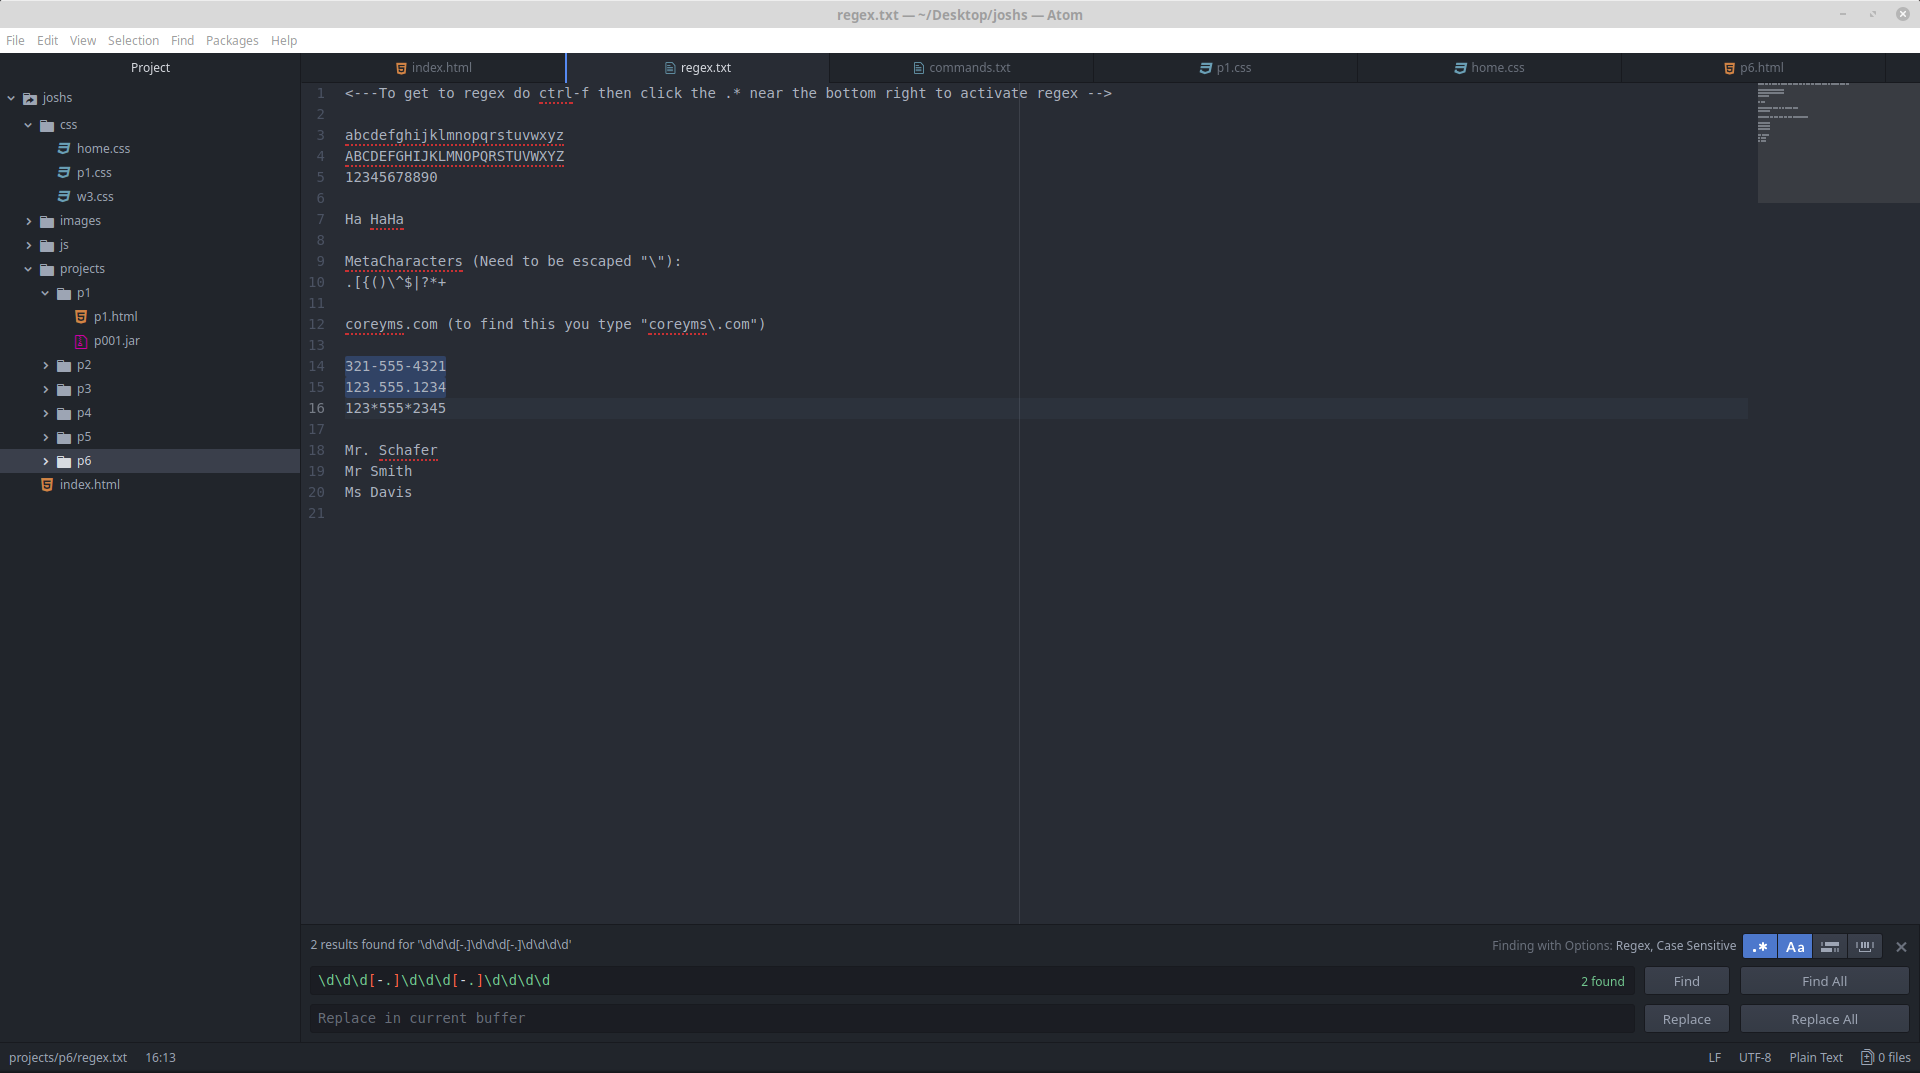 regex.txt — ~/Desktop/joshs — Atom
File Edit View Selection Find Packages Help
Project
joshs
css
home.css
p1.css
w3.css
images
js
projects
p1
p1.html
p001.jar
p2
p3
p4
p5
p6
index.html
index.html regex.txt commands.txt p1.css home.css p6.html
1 <---To get to regex do ctrl-f then click the .* near the bottom right to activate regex -->
2
3 abcdefghijklmnopqrstuvwxyz
4 ABCDEFGHIJKLMNOPQRSTUVWXYZ
5 12345678890
6
7 Ha HaHa
8
9 MetaCharacters (Need to be escaped "\"):
10 .[{()\^$|?*+
11
12 coreyms.com (to find this you type "coreyms\.com")
13
14 321-555-4321
15 123.555.1234
16 123*555*2345
17
18 Mr. Schafer
19 Mr Smith
20 Ms Davis
21
2 results found for '\d\d\d[-.]\d\d\d[-.]\d\d\d\d'
Finding with Options: Regex, Case Sensitive .* Aa
\d\d\d[-.]\d\d\d[-.]\d\d\d\d 2 found Find Find All
Replace in current buffer Replace Replace All
projects/p6/regex.txt 16:13 LF UTF-8 Plain Text 0 files